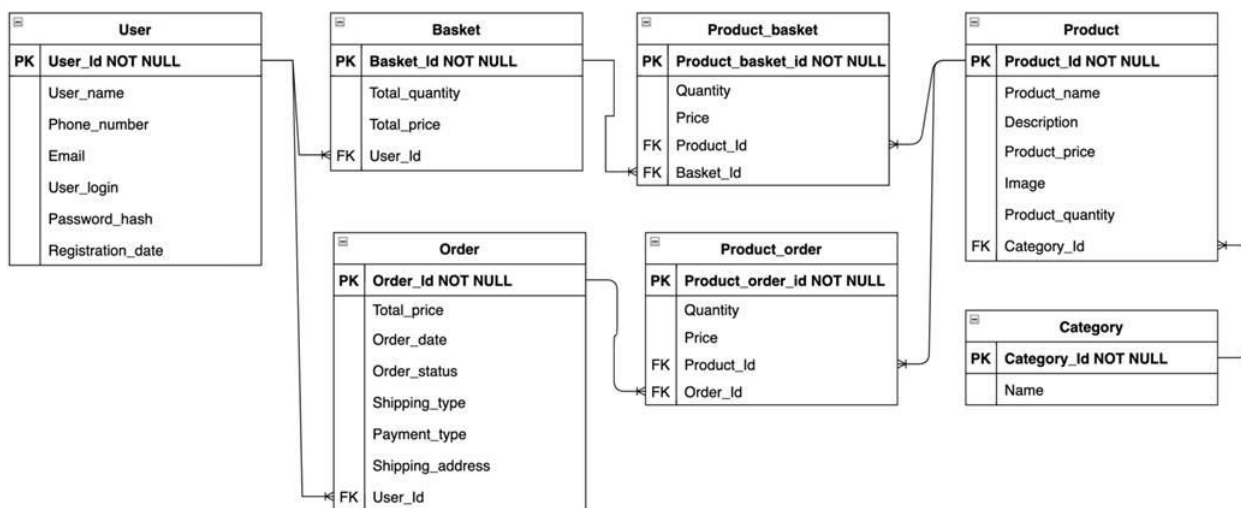 User
PK User_Id NOT NULL
User_name
Phone_number
Email
User_login
Password_hash
Registration_date
Basket
PK Basket_Id NOT NULL
Total_quantity
Total_price
FK User_Id
Product_basket
PK Product_basket_id NOT NULL
Quantity
Price
FK Product_Id
FK Basket_Id
Product
PK Product_Id NOT NULL
Product_name
Description
Product_price
Image
Product_quantity
FK Category_Id
Order
PK Order_Id NOT NULL
Total_price
Order_date
Order_status
Shipping_type
Payment_type
Shipping_address
FK User_Id
Product_order
PK Product_order_id NOT NULL
Quantity
Price
FK Product_Id
FK Order_Id
Category
PK Category_Id NOT NULL
Name